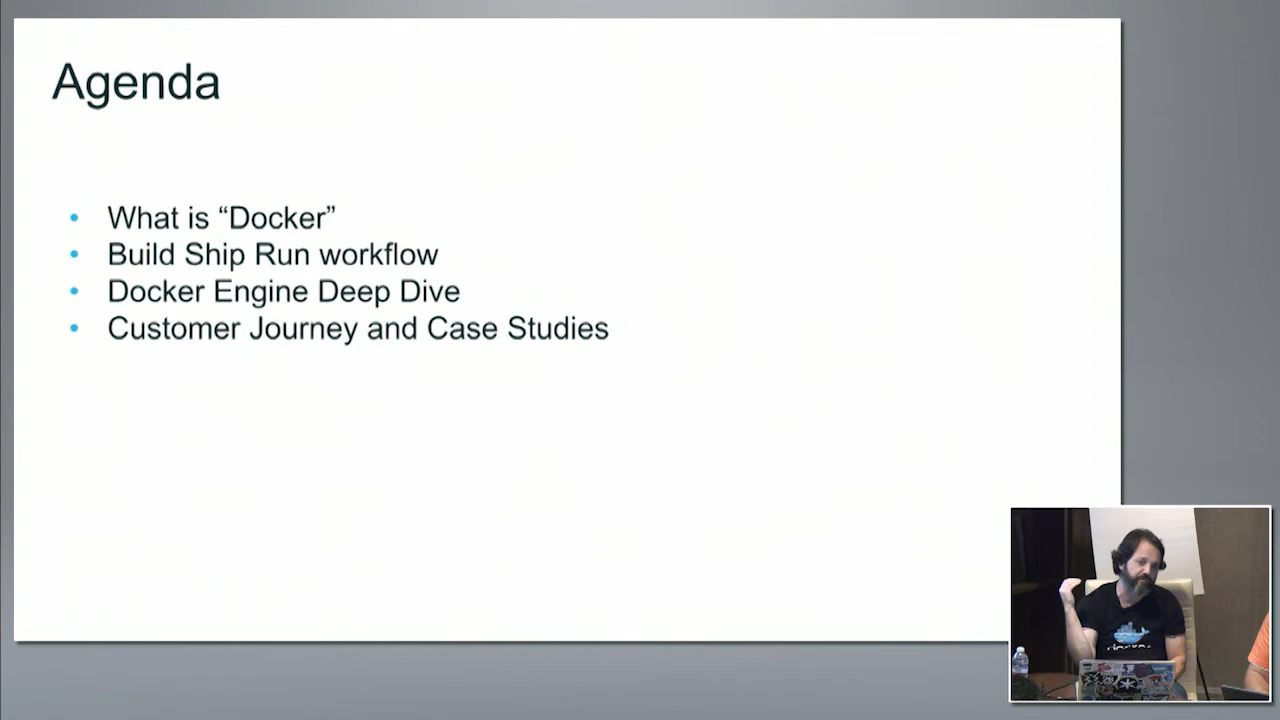 Agenda
• What is “Docker”
• Build Ship Run workflow
• Docker Engine Deep Dive
• Customer Journey and Case Studies